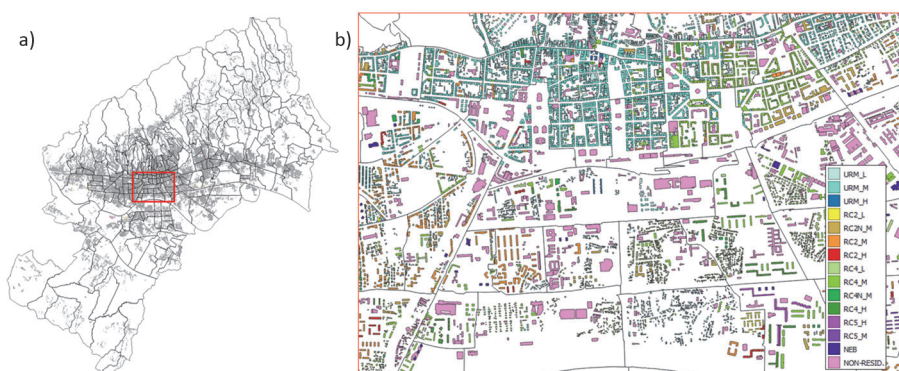 a)
b)
URM_L
URM_M
URM_H
RC2_L
RC2N_M
RC2_M
RC2_H
RC4_L
RC4_M
RC4N_M
RC4_H
RC5_H
RC5_M
NEB
NON-RESID.